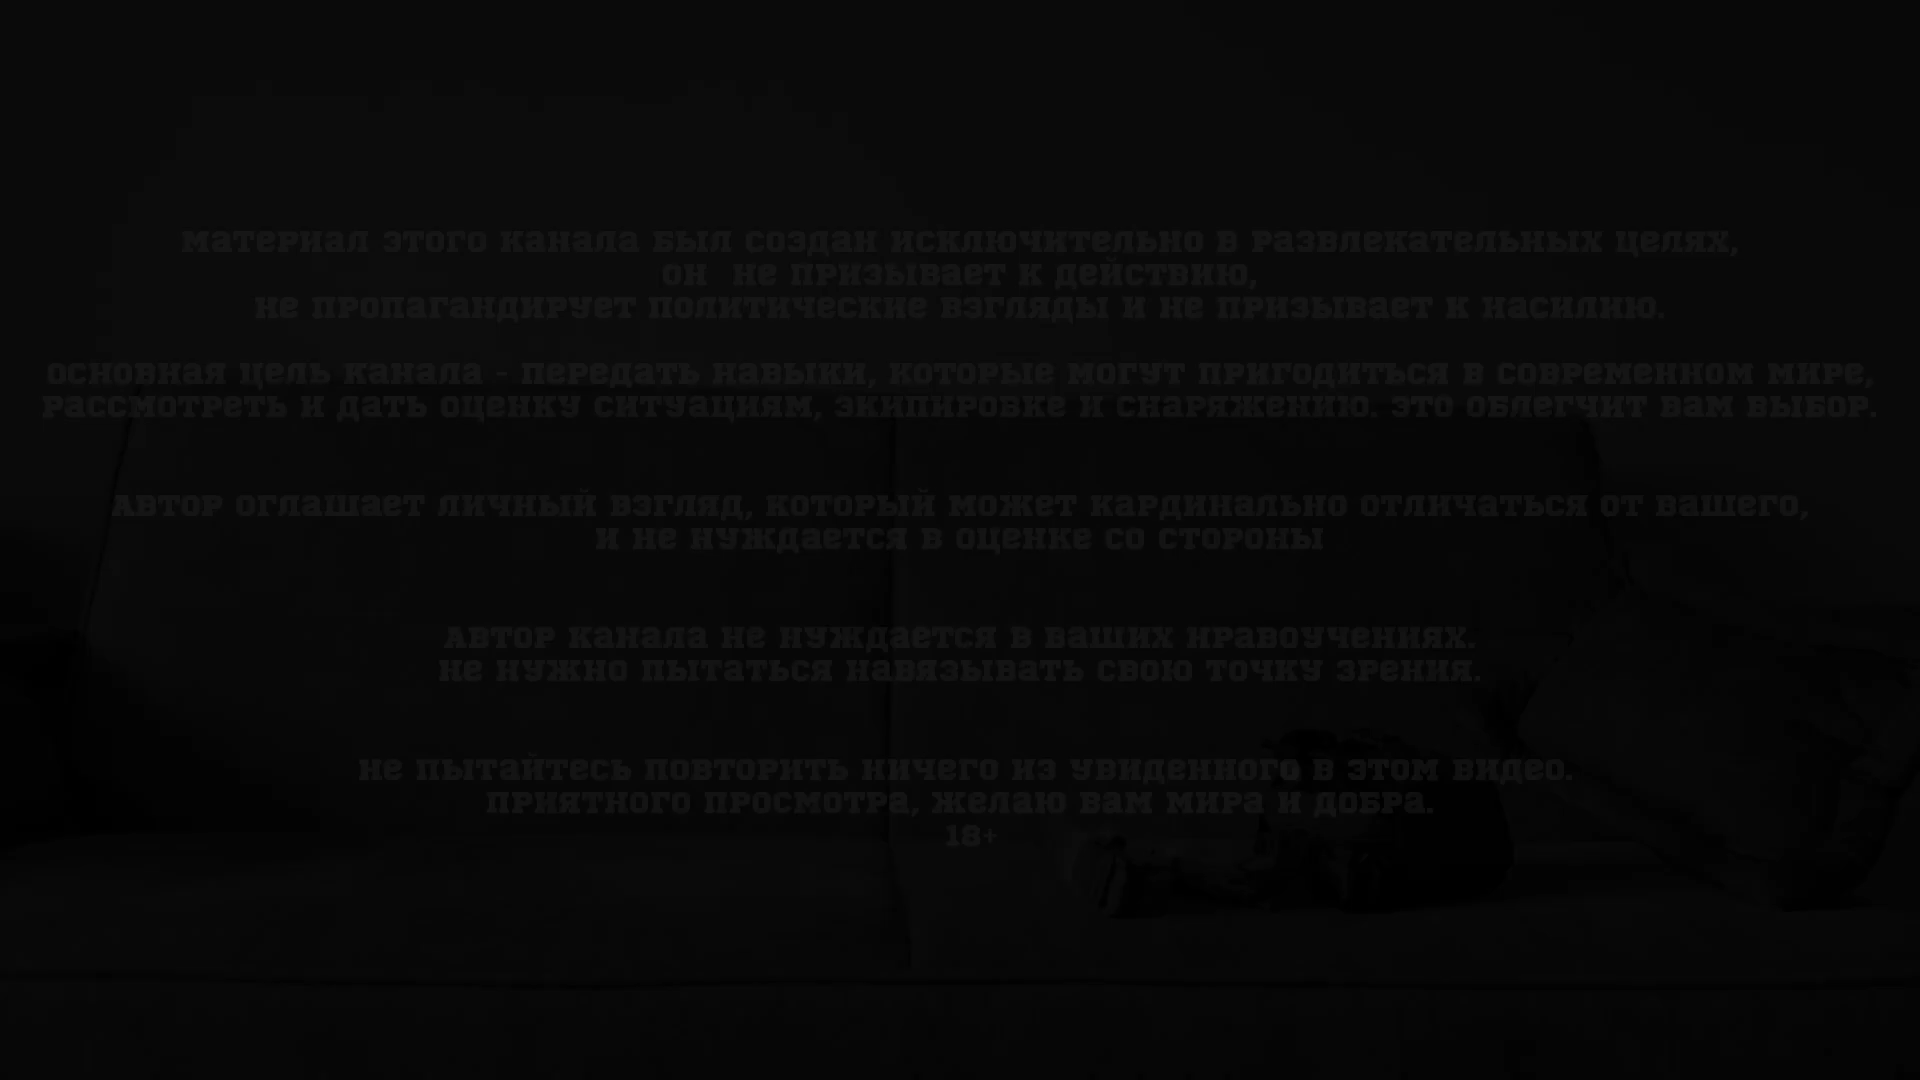 Материал этого канала был создан исключительно в развлекательных целях,
он не призывает к действию,
не пропагандирует политические взгляды и не призывает к насилию.
Основная цель канала - передать навыки, которые могут пригодиться в современном мире,
рассмотреть и дать оценку ситуациям, экипировке и снаряжению. Это облегчит вам выбор.
Автор оглашает личный взгляд, который может кардинально отличаться от вашего,
и не нуждается в оценке со стороны
Автор канала не нуждается в ваших нравоучениях.
Не нужно пытаться навязывать свою точку зрения.
Не пытайтесь повторить ничего из увиденного в этом видео.
Приятного просмотра, желаю вам мира и добра.
18+